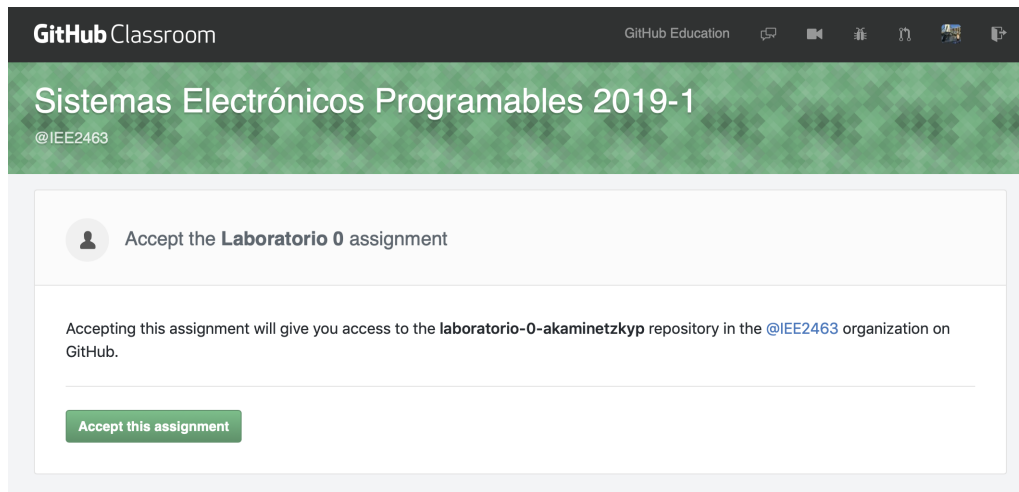 GitHub Classroom
GitHub Education
Sistemas Electrónicos Programables 2019-1
@IEE2463
Accept the Laboratorio 0 assignment
Accepting this assignment will give you access to the laboratorio-0-akaminetzkyp repository in the @IEE2463 organization on
GitHub.
Accept this assignment